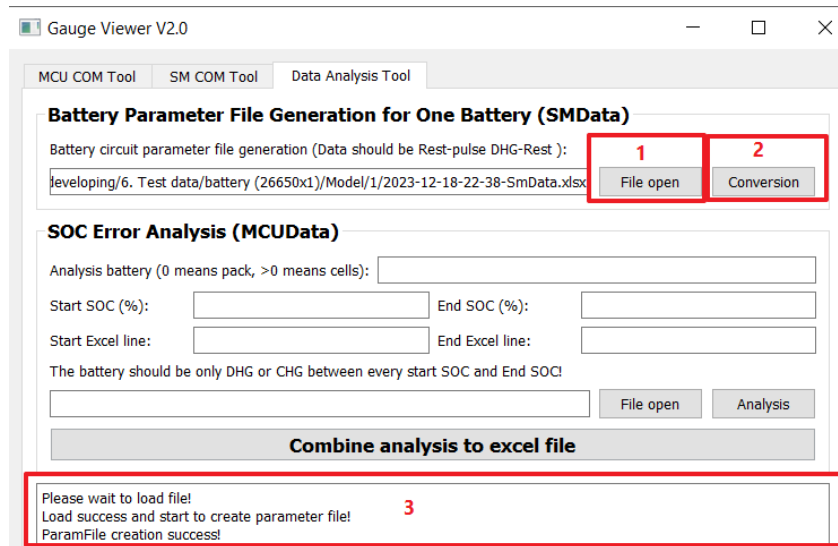 Gauge Viewer V2.0
MCU COM Tool SM COM Tool Data Analysis Tool
Battery Parameter File Generation for One Battery (SMData)
Battery circuit parameter file generation (Data should be Rest-pulse DHG-Rest ):
1
2
developing/6. Test data/battery (26650x1)/Model/1/2023-12-18-22-38-SmData.xlsx File open Conversion
SOC Error Analysis (MCUData)
Analysis battery (0 means pack, >0 means cells):
Start SOC (%): End SOC (%):
Start Excel line: End Excel line:
The battery should be only DHG or CHG between every start SOC and End SOC!
File open Analysis
Combine analysis to excel file
Please wait to load file!
Load success and start to create parameter file!
3
ParamFile creation success!